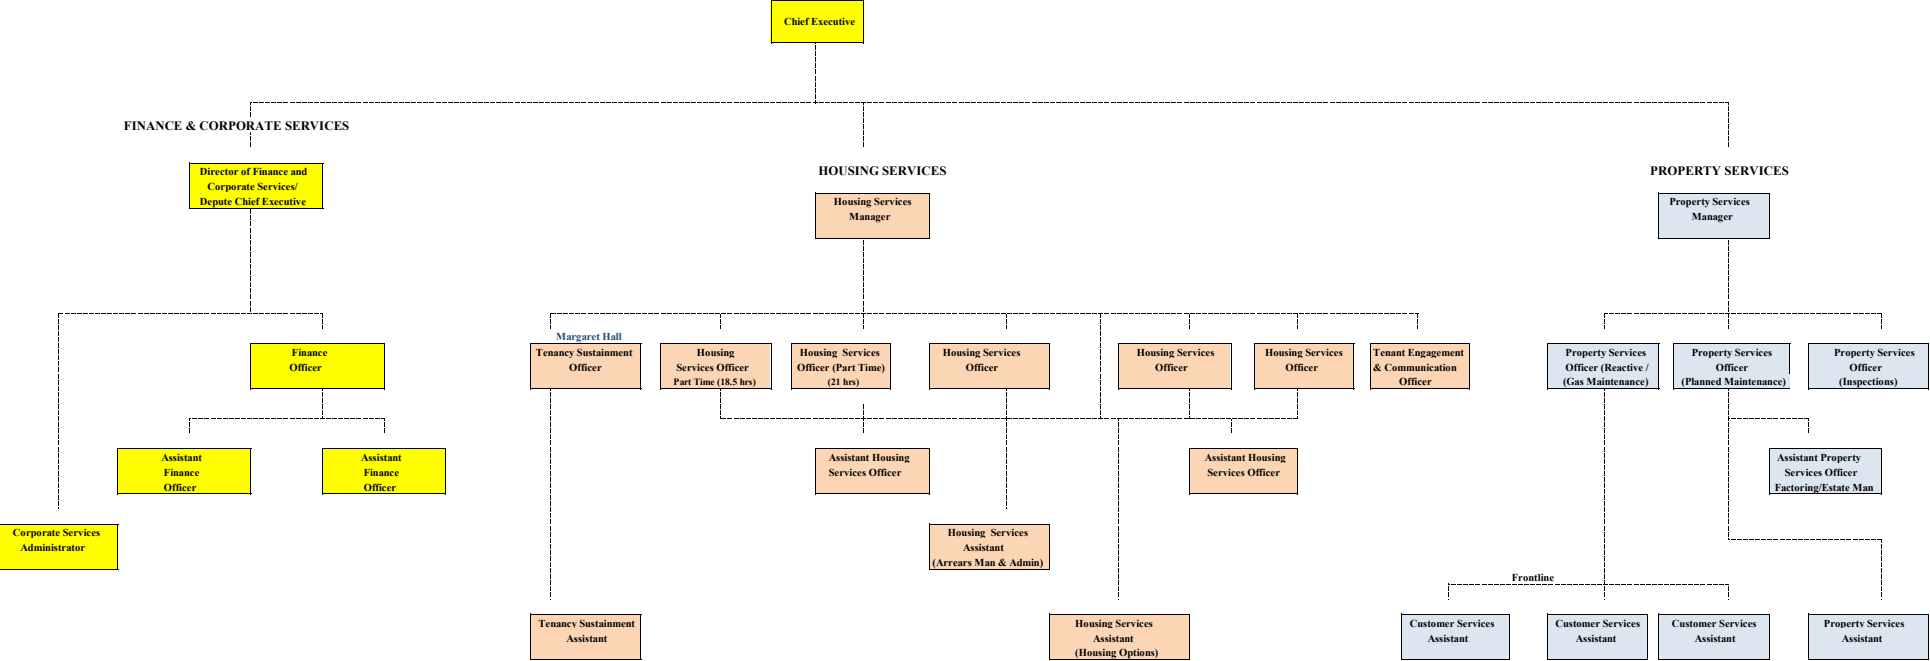 Chief Executive
FINANCE & CORPORATE SERVICES
Director of Finance and
Corporate Services/
Depute Chief Executive
HOUSING SERVICES
PROPERTY SERVICES
Housing Services
Manager
Property Services
Manager
Margaret Hall
Finance
Officer
Tenancy Sustainment
Officer
Housing
Services Officer
Part Time (18.5 hrs)
Housing Services
Officer (Part Time)
(21 hrs)
Housing Services
Officer
Housing Services
Officer
Housing Services
Officer
Tenant Engagement
& Communication
Officer
Property Services
Officer (Reactive /
(Gas Maintenance)
Property Services
Officer
(Planned Maintenance)
Property Services
Officer
(Inspections)
Assistant
Finance
Officer
Assistant
Finance
Officer
Assistant Housing
Services Officer
Assistant Housing
Services Officer
Assistant Property
Services Officer
Factoring/Estate Man
Corporate Services
Administrator
Housing Services
Assistant
(Arrears Man & Admin)
Frontline
Tenancy Sustainment
Assistant
Housing Services
Assistant
(Housing Options)
Customer Services
Assistant
Customer Services
Assistant
Customer Services
Assistant
Property Services
Assistant